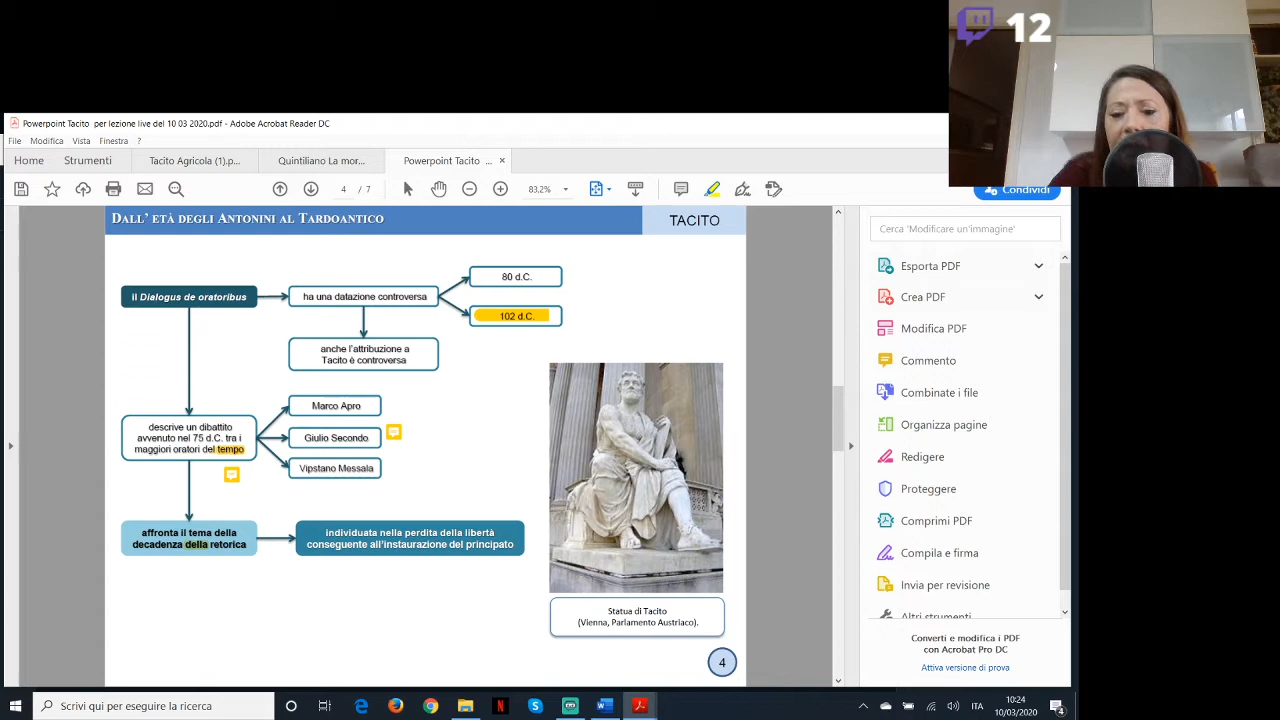 12
Powerpoint Tacito per lezione live del 10 03 2020.pdf - Adobe Acrobat Reader DC
File Modifica Vista Finestra ?
Home Strumenti Tacito Agricola (1).p... Quintiliano La mor... Powerpoint Tacito ... ×
4 / 7 83,2% Condividi
DALL' ETÀ DEGLI ANTONINI AL TARDOANTICO TACITO
il Dialogus de oratoribus
ha una datazione controversa
80 d.C.
102 d.C.
anche l'attribuzione a
Tacito è controversa
descrive un dibattito
avvenuto nel 75 d.C. tra i
maggiori oratori del tempo
Marco Apro
Giulio Secondo
Vipstano Messala
affronta il tema della
decadenza della retorica
individuata nella perdita della libertà
conseguente all'instaurazione del principato
Statua di Tacito
(Vienna, Parlamento Austriaco).
4
Cerca 'Modificare un'immagine'
Esporta PDF
Crea PDF
Modifica PDF
Commento
Combinate i file
Organizza pagine
Redigere
Proteggere
Comprimi PDF
Compila e firma
Invia per revisione
Altri strumenti
Converti e modifica i PDF
con Acrobat Pro DC
Attiva versione di prova
Scrivi qui per eseguire la ricerca
ITA
10:24
10/03/2020
4